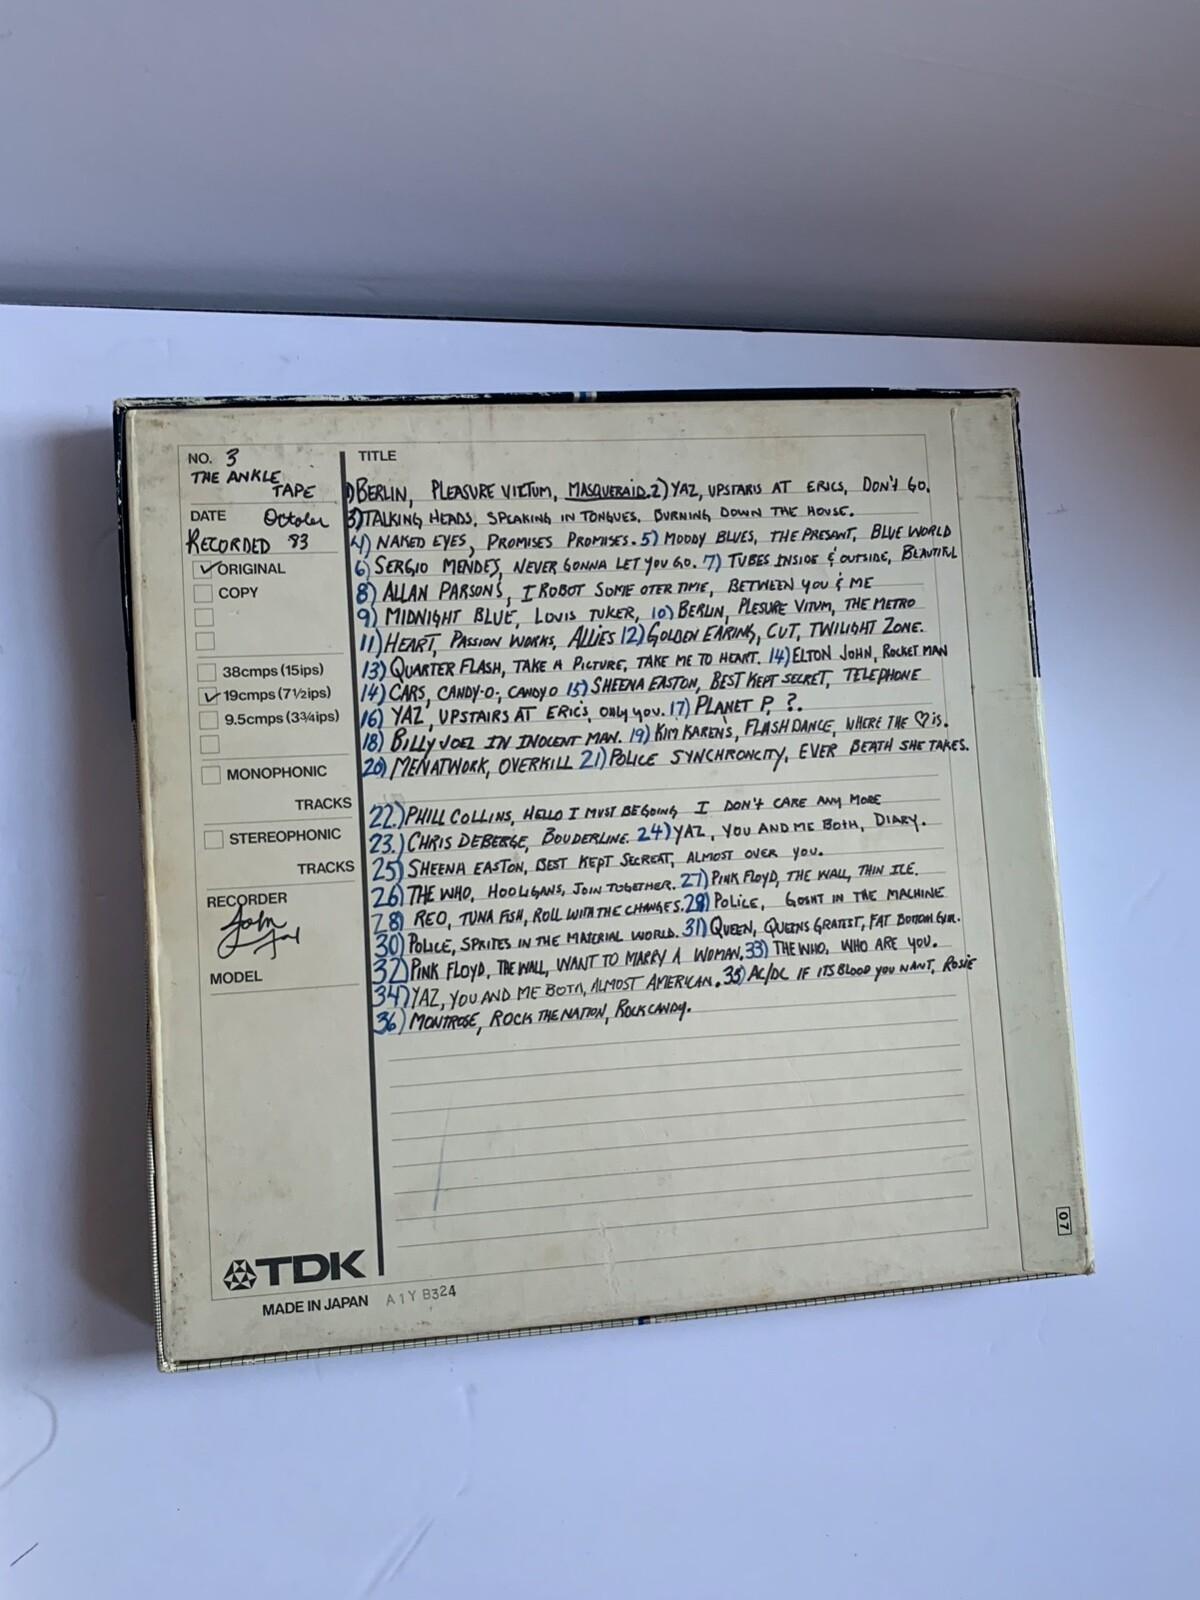 NO. 3
THE ANKLE
TAPE
DATE October
RECORDED 83
ORIGINAL
COPY
38cmps (15ips)
19cmps (7½ips)
9.5cmps (3¾ips)
MONOPHONIC
TRACKS
STEREOPHONIC
TRACKS
RECORDER
John
MODEL
TITLE
1) BERLIN, PLEASURE VICTUM, MASQUERAID. 2) YAZ, UPSTARIS AT ERICS, DON'T GO.
3) TALKING HEADS, SPEAKING IN TONGUES, BURNING DOWN THE HOUSE.
4) NAKED EYES, PROMISES PROMISES. 5) MOODY BLUES, THE PRESANT, BLUE WORLD
6) SERGIO MENDES, NEVER GONNA LET YOU GO. 7) TUBES INSIDE & OUTSIDE, BEAUTIFUL
8) ALLAN PARSON'S, I ROBOT SOME OTER TIME, BETWEEN YOU & ME
9) MIDNIGHT BLUE, LOUIS TUKER, 10) BERLIN, PLESURE VITUM, THE METRO
11) HEART, PASSION WORKS, ALLIES 12) GOLDEN EARING, CUT, TWILIGHT ZONE.
13) QUARTER FLASH, TAKE A PICTURE, TAKE ME TO HEART. 14) ELTON JOHN, ROCKET MAN
14) CARS, CANDY-O-, CANDY O 15) SHEENA EASTON, BEST KEPT SECRET, TELEPHONE
16) YAZ, UPSTAIRS AT ERIC'S, ONLY YOU. 17) PLANET P, ?.
18) BILLY JOEL IN INOCENT MAN. 19) KIM KAREN'S, FLASHDANCE, WHERE THE ♡ IS.
20) MEN AT WORK, OVERKILL 21) POLICE SYNCHRONCITY, EVER BEATH SHE TAKES.
22.) PHILL COLLINS, HELLO I MUST BE GOING, I DON'T CARE ANY MORE
23.) CHRIS DEBERGE, BOUDERLINE. 24) YAZ, YOU AND ME BOTH, DIARY.
25) SHEENA EASTON, BEST KEPT SECREAT, ALMOST OVER YOU.
26) THE WHO, HOOLIGANS, JOIN TOGETHER. 27) PINK FLOYD, THE WALL, THIN ICE.
28) REO, TUNA FISH, ROLL WITH THE CHANGES. 29) POLICE, GOSHT IN THE MACHINE
30) POLICE, SPRITES IN THE MATERIAL WORLD. 31) QUEEN, QUEENS GRATEST, FAT BOTTOM GURL.
32) PINK FLOYD, THE WALL, WANT TO MARRY A WOMAN. 33) THE WHO, WHO ARE YOU.
34) YAZ, YOU AND ME BOTH, ALMOST AMERICAN. 35) AC/DC IF ITS BLOOD YOU WANT, ROSIE
36) MONTROSE, ROCK THE NATION, ROCK CANDY.
TDK
MADE IN JAPAN A1Y B324
07